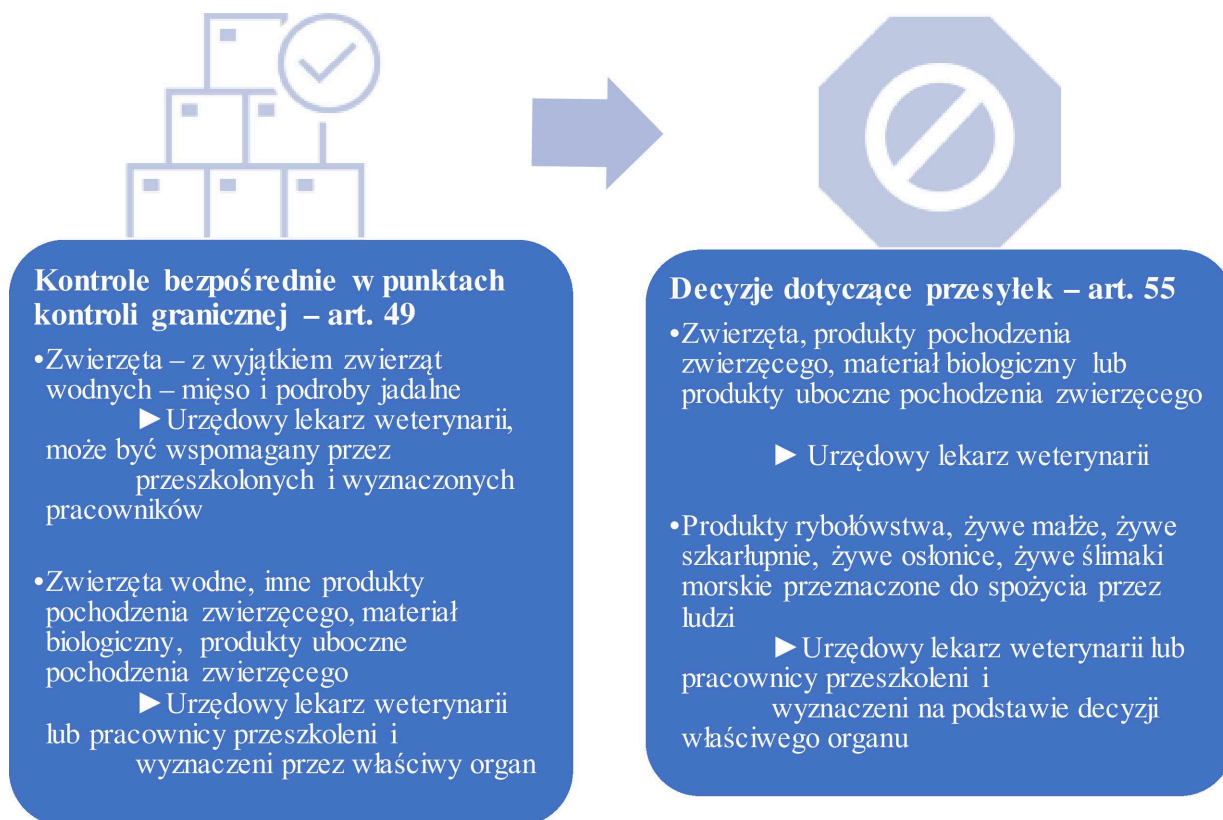 Kontrole bezpośrednie w punktach
kontroli granicznej – art. 49
•Zwierzęta – z wyjątkiem zwierząt
wodnych – mięso i podroby jadalne
►Urzędowy lekarz weterynarii,
może być wspomagany przez
przeszkolonych i wyznaczonych
pracowników
•Zwierzęta wodne, inne produkty
pochodzenia zwierzęcego, materiał
biologiczny, produkty uboczne
pochodzenia zwierzęcego
►Urzędowy lekarz weterynarii
lub pracownicy przeszkoleni i
wyznaczeni przez właściwy organ
Decyzje dotyczące przesyłek – art. 55
•Zwierzęta, produkty pochodzenia
zwierzęcego, materiał biologiczny lub
produkty uboczne pochodzenia zwierzęcego
► Urzędowy lekarz weterynarii
•Produkty rybołówstwa, żywe małże, żywe
szkarłupnie, żywe osłonice, żywe ślimaki
morskie przeznaczone do spożycia przez
ludzi
►Urzędowy lekarz weterynarii lub
pracownicy przeszkoleni i
wyznaczeni na podstawie decyzji
właściwego organu